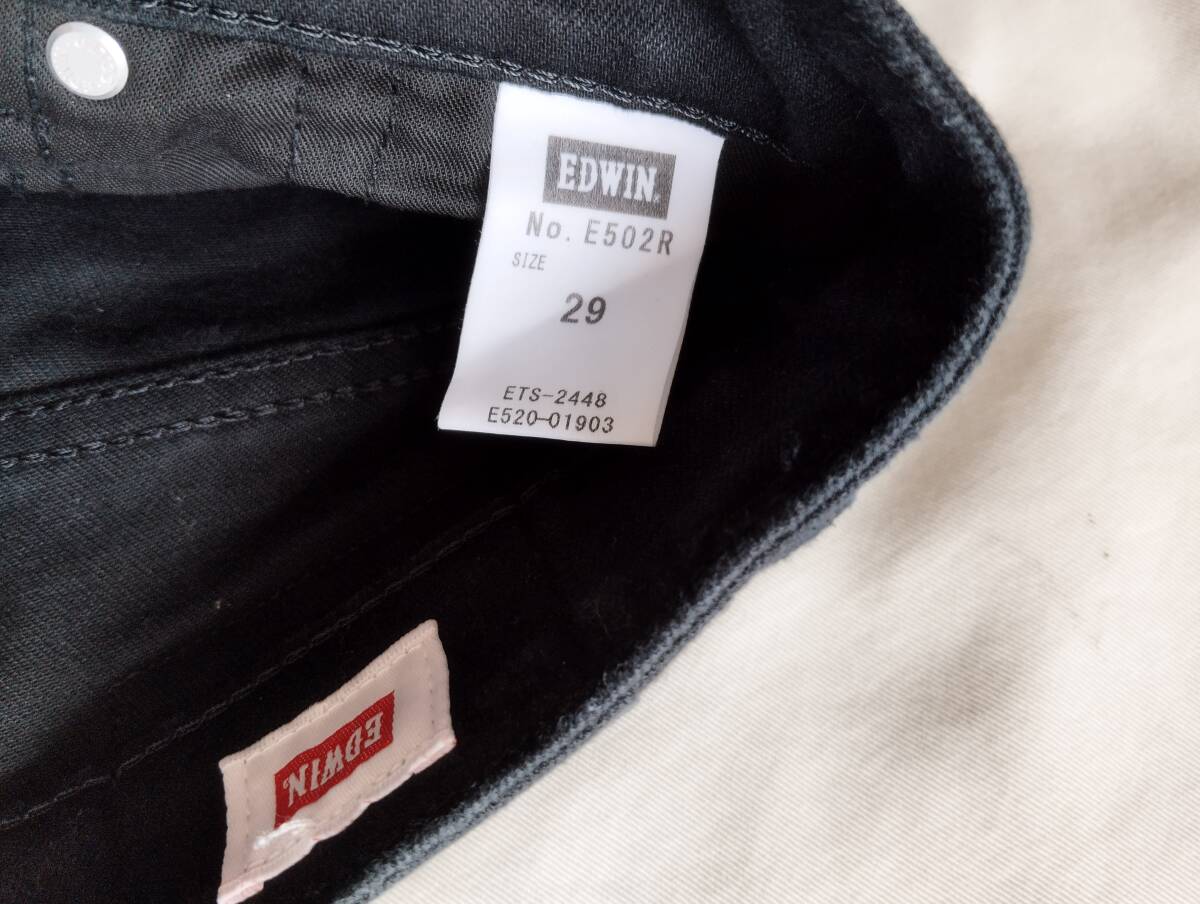 EDWIN
No. E502R
SIZE
29
ETS-2448
E520-01903
EDWIN